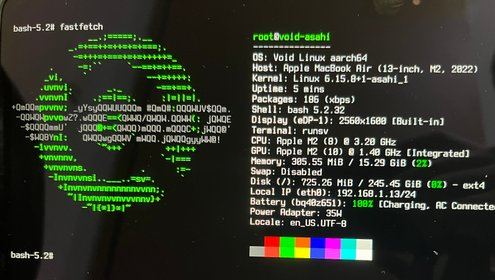 bash-5.2# fastfetch
root@void-asahi
---------------
OS: Void Linux aarch64
Host: Apple MacBook Air (13-inch, M2, 2022)
Kernel: Linux 6.15.8+1-asahi_1
Uptime: 5 mins
Packages: 186 (xbps)
Shell: bash 5.2.32
Display (eDP-1): 2560x1600 [Built-in]
Terminal: runsv
CPU: Apple M2 (8) @ 3.20 GHz
GPU: Apple M2 (10) @ 1.40 GHz [Integrated]
Memory: 305.55 MiB / 15.29 GiB (2%)
Swap: Disabled
Disk (/): 725.26 MiB / 245.45 GiB (0%) - ext4
Local IP (eth0): 192.168.1.13/24
Battery (bq40z651): 100% [Charging, AC Connected
Power Adapter: 35W
Locale: en_US.UTF-8
bash-5.2#